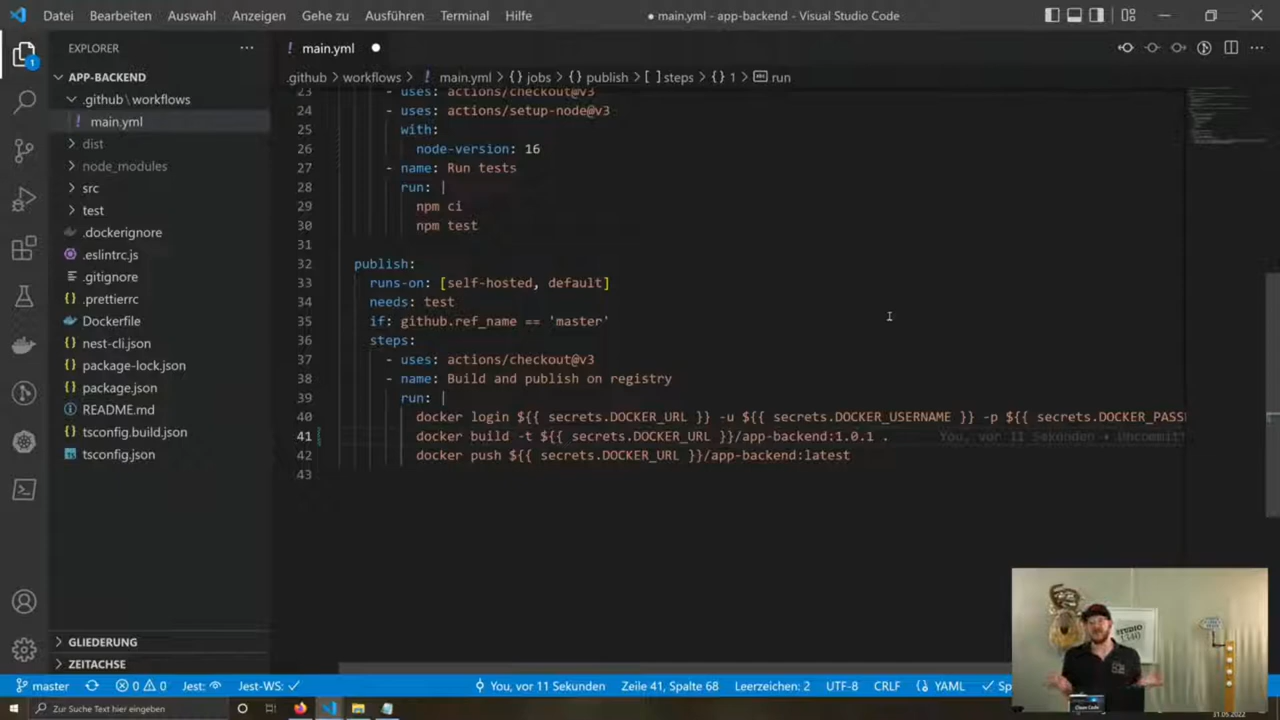 Datei Bearbeiten Auswahl Anzeigen Gehe zu Ausführen Terminal Hilfe ● main.yml - app-backend - Visual Studio Code
EXPLORER ···
! main.yml ●
APP-BACKEND
.github \ workflows
! main.yml
dist
node_modules
src
test
.dockerignore
.eslintrc.js
.gitignore
.prettierrc
Dockerfile
nest-cli.json
package-lock.json
package.json
README.md
tsconfig.build.json
tsconfig.json
GLIEDERUNG
ZEITACHSE
.github > workflows > ! main.yml > {} jobs > {} publish > [ ] steps > {} 1 > run
23 - uses: actions/checkout@v3
24 - uses: actions/setup-node@v3
25 with:
26 node-version: 16
27 - name: Run tests
28 run: |
29 npm ci
30 npm test
31
32 publish:
33 runs-on: [self-hosted, default]
34 needs: test
35 if: github.ref_name == 'master'
36 steps:
37 - uses: actions/checkout@v3
38 - name: Build and publish on registry
39 run: |
40 docker login ${{ secrets.DOCKER_URL }} -u ${{ secrets.DOCKER_USERNAME }} -p ${{ secrets.DOCKER_PASS
41 docker build -t ${{ secrets.DOCKER_URL }}/app-backend:1.0.1 . You, vor 11 Sekunden • Uncommitt
42 docker push ${{ secrets.DOCKER_URL }}/app-backend:latest
43
1
master 0 0 Jest: Jest-WS: You, vor 11 Sekunden Zeile 41, Spalte 68 Leerzeichen: 2 UTF-8 CRLF {} YAML Sp
Zur Suche Text hier eingeben
31.05.2022
Clean Code